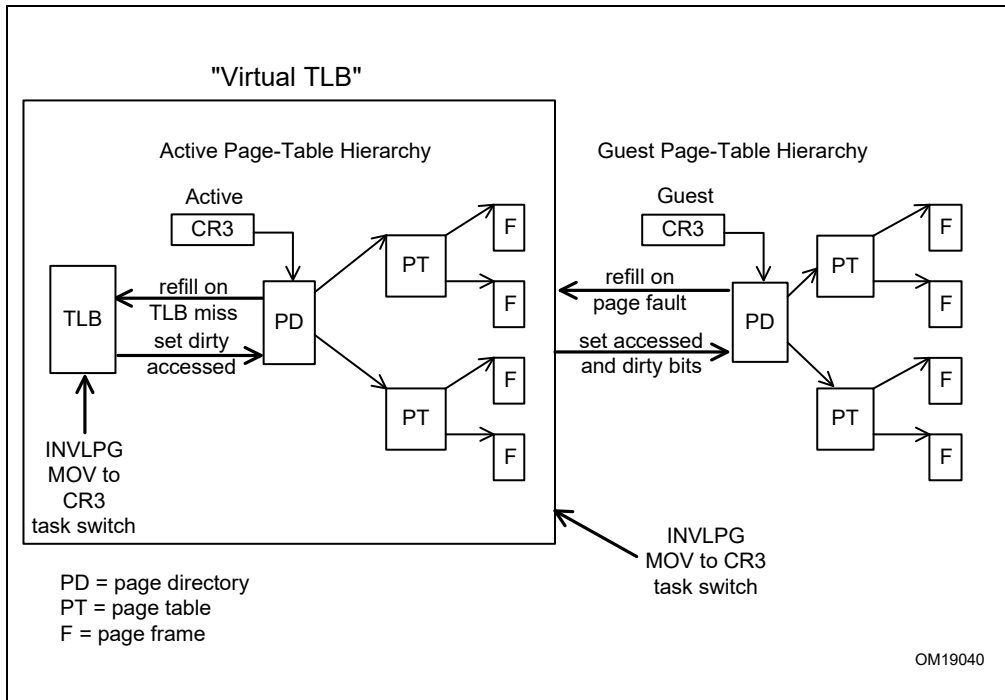 "Virtual TLB"
Active Page-Table Hierarchy
Guest Page-Table Hierarchy
Active
CR3
F
PT
F
TLB
refill on
TLB miss
set dirty
accessed
PD
F
PT
F
INVLPG
MOV to
CR3
task switch
Guest
CR3
F
PT
F
refill on
page fault
set accessed
and dirty bits
PD
F
PT
F
INVLPG
MOV to CR3
task switch
PD = page directory
PT = page table
F = page frame
OM19040